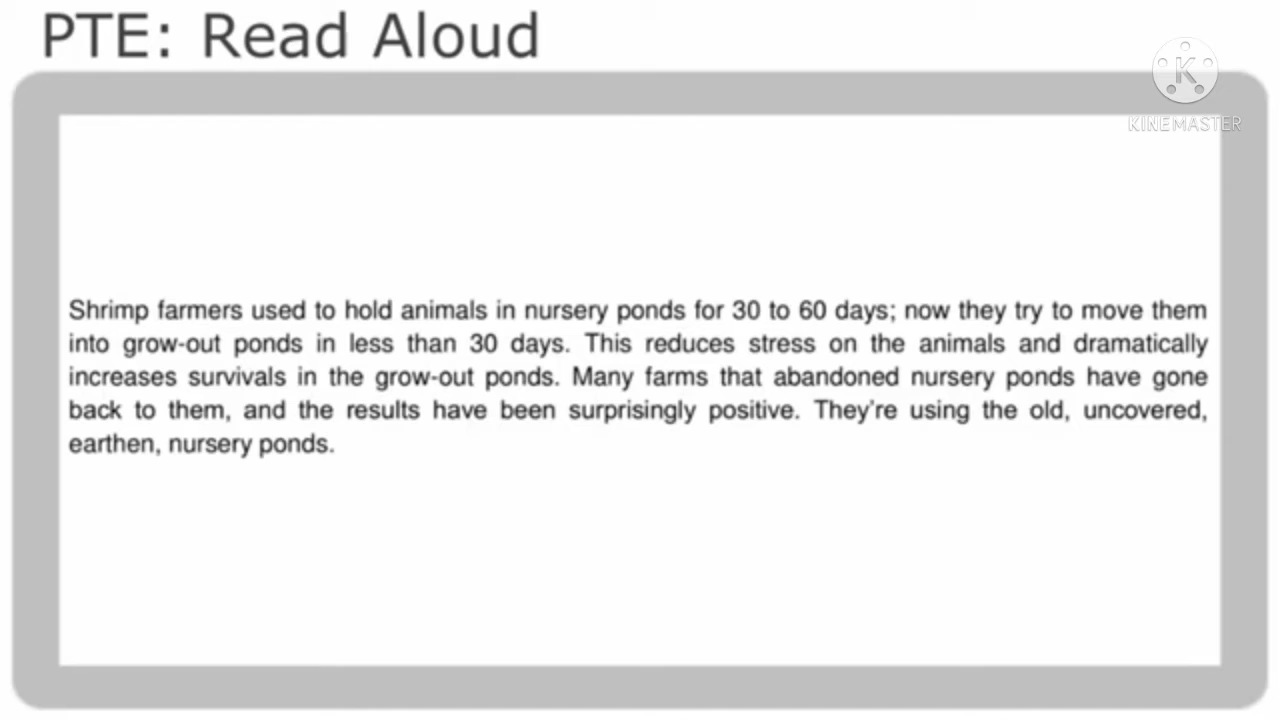 PTE: Read Aloud
KINEMASTER
Shrimp farmers used to hold animals in nursery ponds for 30 to 60 days; now they try to move them
into grow-out ponds in less than 30 days. This reduces stress on the animals and dramatically
increases survivals in the grow-out ponds. Many farms that abandoned nursery ponds have gone
back to them, and the results have been surprisingly positive. They're using the old, uncovered,
earthen, nursery ponds.